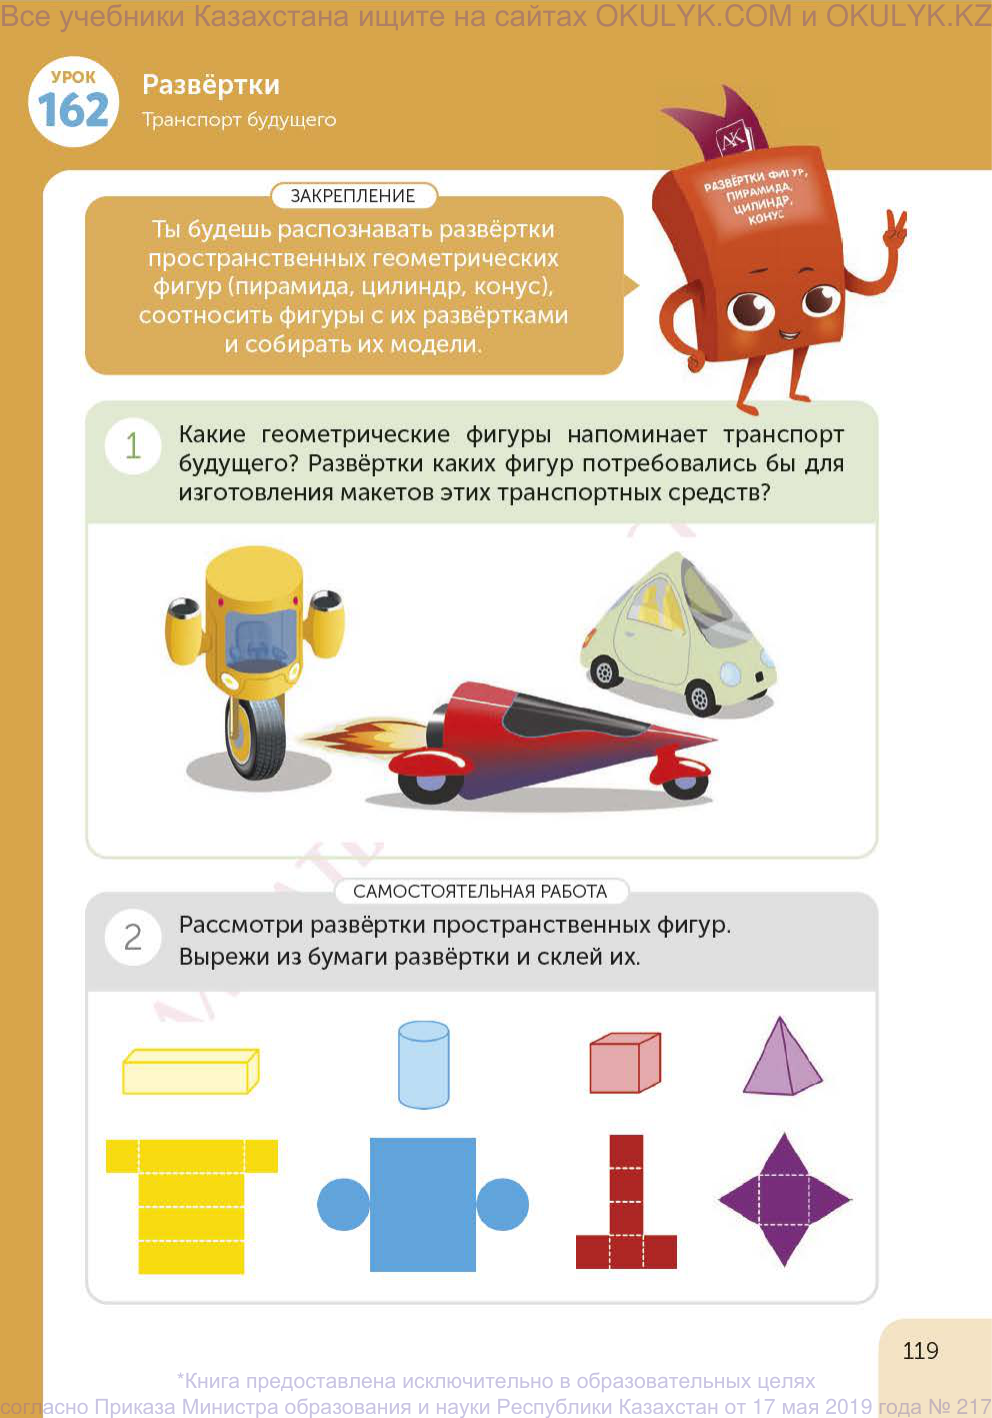 Все учебники Казахстана ищите на сайтах OKULYK.COM и OKULYK.KZ
УРОК
162
Развёртки
Транспорт будущего
АК
РАЗВЁРТКИ ФИГУР,
ПИРАМИДА,
ЦИЛИНДР,
КОНУС
ЗАКРЕПЛЕНИЕ
Ты будешь распознавать развёртки
пространственных геометрических
фигур (пирамида, цилиндр, конус),
соотносить фигуры с их развёртками
и собирать их модели.
1
Какие геометрические фигуры напоминает транспорт
будущего? Развёртки каких фигур потребовались бы для
изготовления макетов этих транспортных средств?
САМОСТОЯТЕЛЬНАЯ РАБОТА
2
Рассмотри развёртки пространственных фигур.
Вырежи из бумаги развёртки и склей их.
119
*Книга предоставлена исключительно в образовательных целях
согласно Приказа Министра образования и науки Республики Казахстан от 17 мая 2019 года № 217